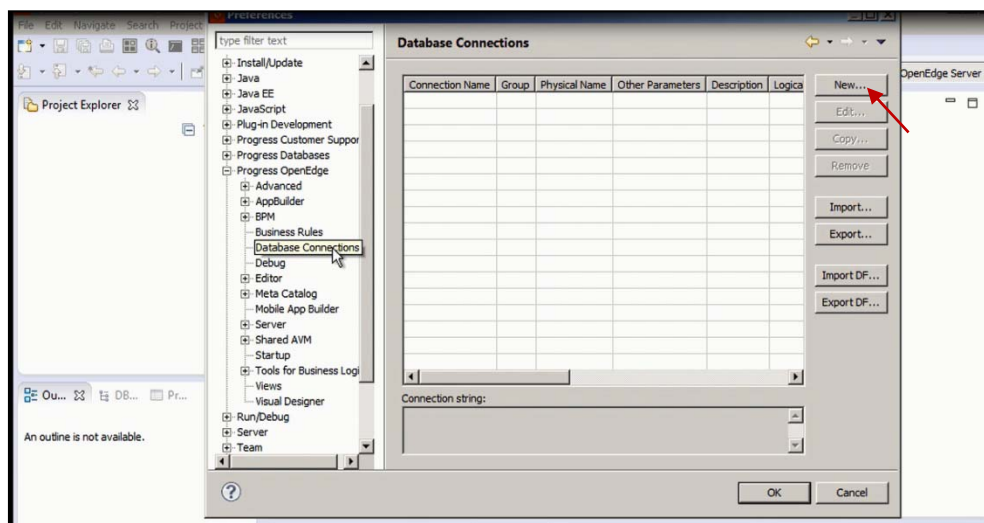 Preferences
File Edit Navigate Search Project
type filter text
Database Connections
Install/Update
Java
Java EE
JavaScript
Plug-in Development
Progress Customer Suppor
Progress Databases
Progress OpenEdge
Advanced
AppBuilder
BPM
Business Rules
Database Connections
Debug
Editor
Meta Catalog
Mobile App Builder
Server
Shared AVM
Startup
Tools for Business Logi
Views
Visual Designer
Run/Debug
Server
Team
Connection Name Group Physical Name Other Parameters Description Logica
New...
Edit...
Copy...
Remove
Import...
Export...
Import DF...
Export DF...
Connection string:
OK Cancel
OpenEdge Server
Project Explorer
Ou... DB... Pr...
An outline is not available.